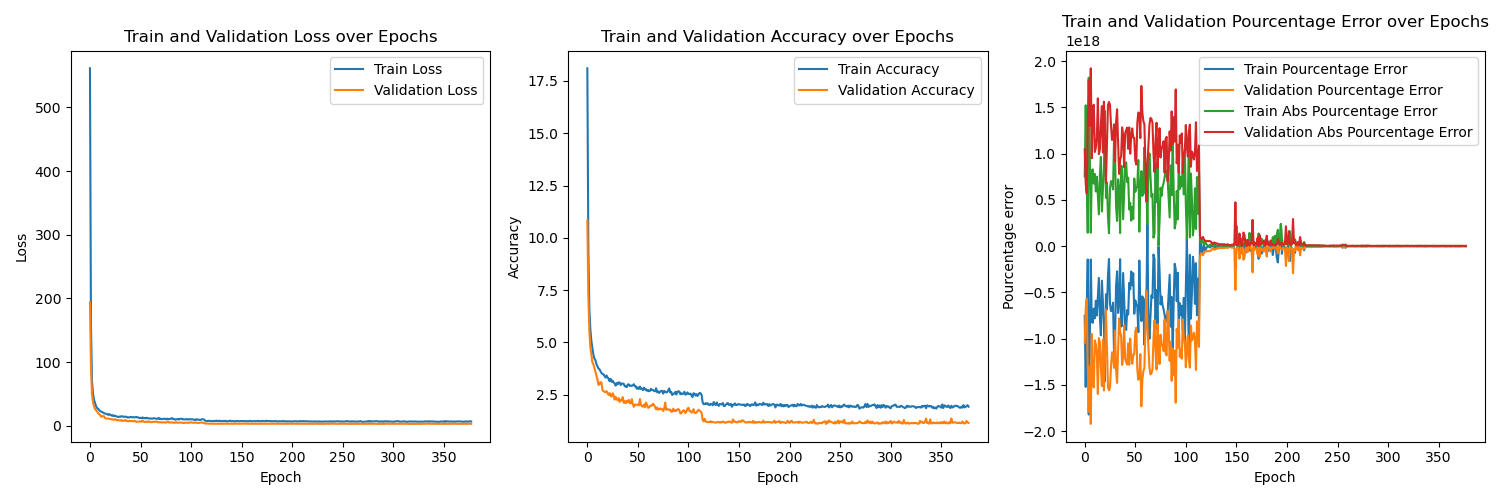 Train and Validation Loss over Epochs
Loss
500
400
300
200
100
0
0 50 100 150 200 250 300 350
Epoch
Train Loss
Validation Loss
Train and Validation Accuracy over Epochs
Accuracy
17.5
15.0
12.5
10.0
7.5
5.0
2.5
0 50 100 150 200 250 300 350
Epoch
Train Accuracy
Validation Accuracy
Train and Validation Pourcentage Error over Epochs
1e18
Pourcentage error
2.0
1.5
1.0
0.5
0.0
−0.5
−1.0
−1.5
−2.0
0 50 100 150 200 250 300 350
Epoch
Train Pourcentage Error
Validation Pourcentage Error
Train Abs Pourcentage Error
Validation Abs Pourcentage Error